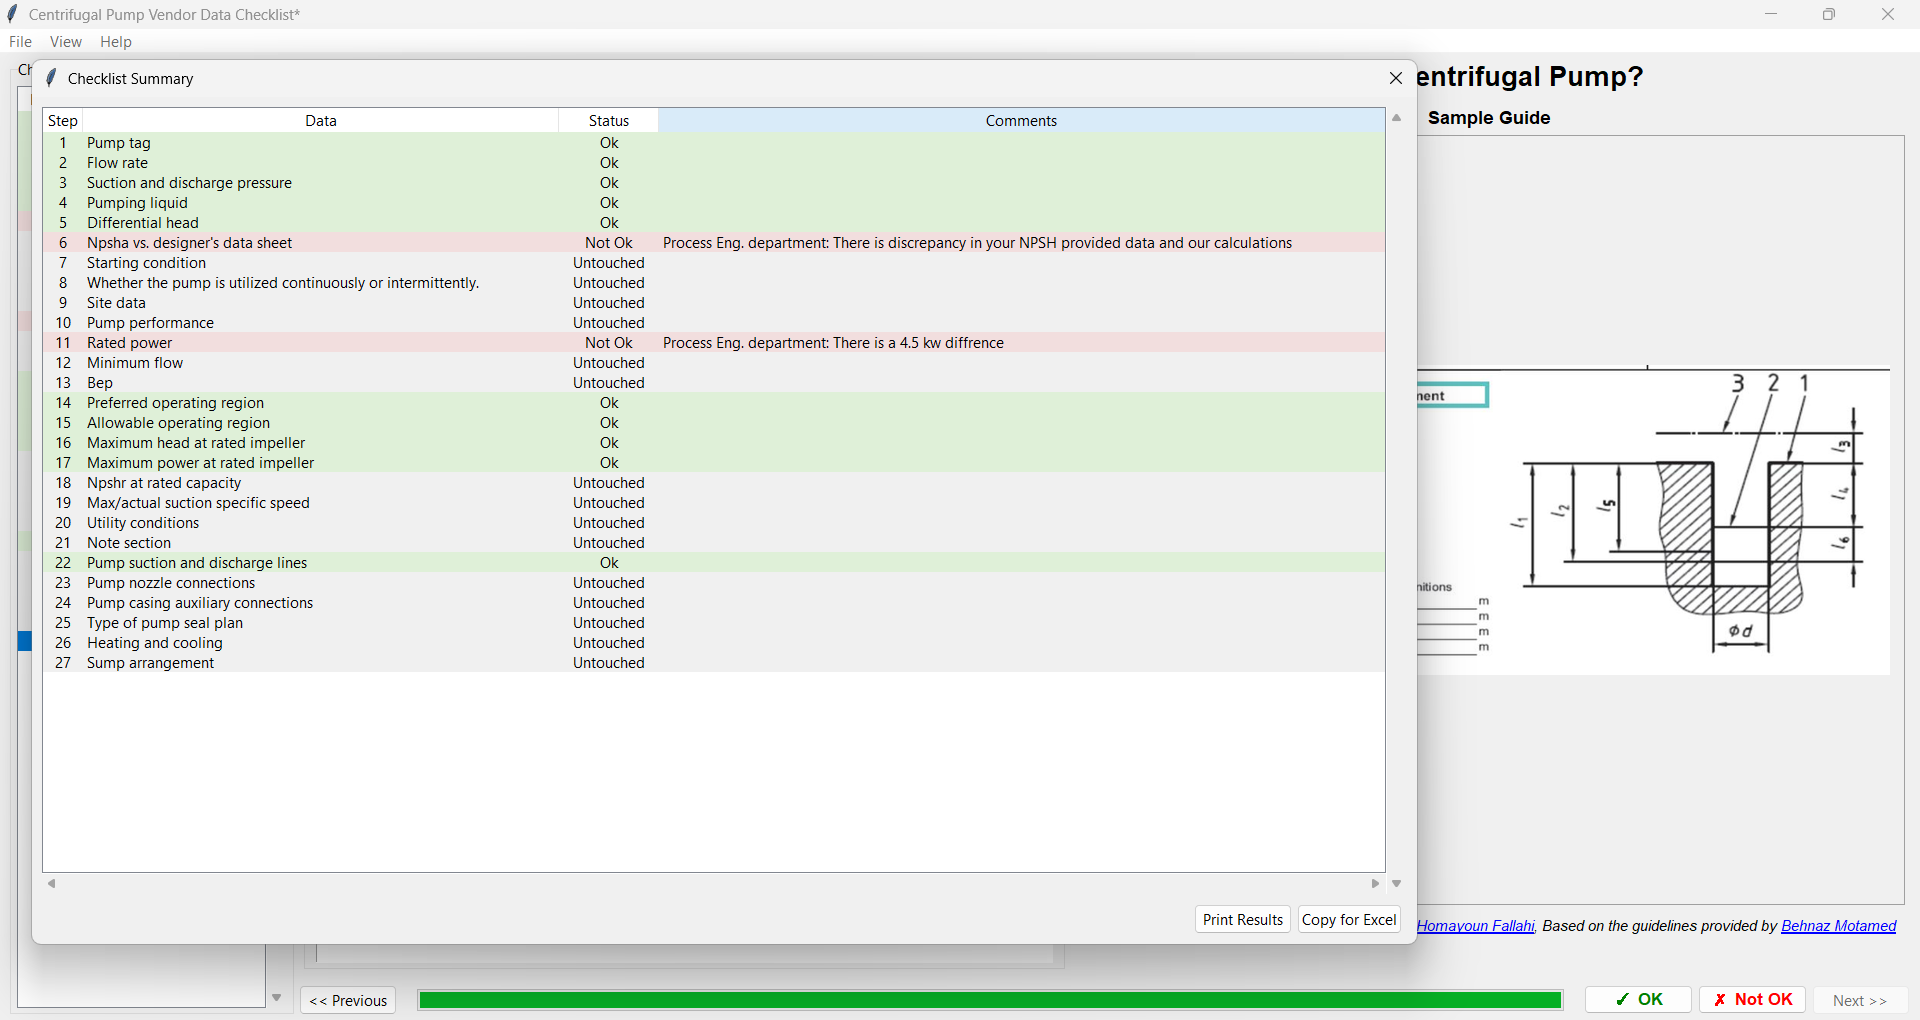 Centrifugal Pump Vendor Data Checklist*
File View Help
Ch
Checklist Summary
entrifugal Pump?
Sample Guide
Step Data Status Comments
1 Pump tag Ok
2 Flow rate Ok
3 Suction and discharge pressure Ok
4 Pumping liquid Ok
5 Differential head Ok
6 Npsha vs. designer's data sheet Not Ok Process Eng. department: There is discrepancy in your NPSH provided data and our calculations
7 Starting condition Untouched
8 Whether the pump is utilized continuously or intermittently. Untouched
9 Site data Untouched
10 Pump performance Untouched
11 Rated power Not Ok Process Eng. department: There is a 4.5 kw diffrence
12 Minimum flow Untouched
13 Bep Untouched
14 Preferred operating region Ok
15 Allowable operating region Ok
16 Maximum head at rated impeller Ok
17 Maximum power at rated impeller Ok
18 Npshr at rated capacity Untouched
19 Max/actual suction specific speed Untouched
20 Utility conditions Untouched
21 Note section Untouched
22 Pump suction and discharge lines Ok
23 Pump nozzle connections Untouched
24 Pump casing auxiliary connections Untouched
25 Type of pump seal plan Untouched
26 Heating and cooling Untouched
27 Sump arrangement Untouched
Print Results Copy for Excel
ment
3 2 1
l3
l1 l2 l5 l4
l6
nitions
m
m
m
m
ød
Homayoun Fallahi, Based on the guidelines provided by Behnaz Motamed
<< Previous ✓ OK ✗ Not OK Next >>